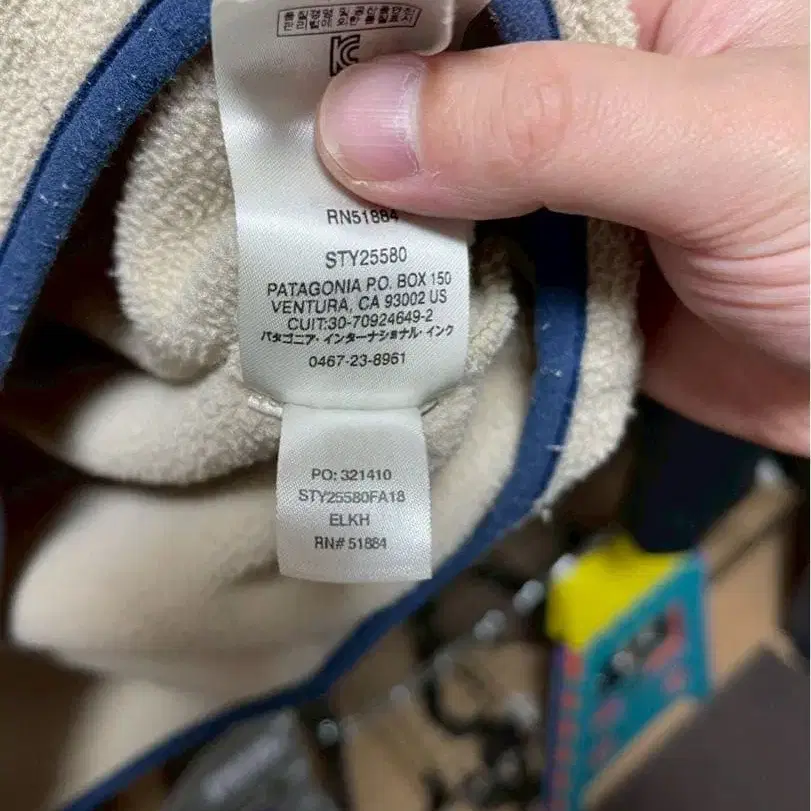 RN51884
STY25580
PATAGONIA P.O. BOX 150
VENTURA, CA 93002 US
CUIT:30-70924649-2
パタゴニア・インターナショナル・インク
0467-23-8961
PO: 321410
STY25580FA18
ELKH
RN# 51884